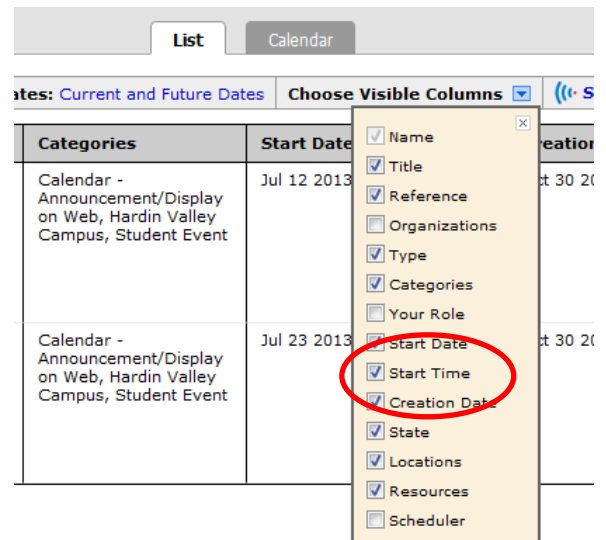 List Calendar
ates: Current and Future Dates Choose Visible Columns S
Categories Start Date reation
Calendar - Jul 12 2013 ct 30 20
Announcement/Display
on Web, Hardin Valley
Campus, Student Event
Calendar - Jul 23 2013 ct 30 20
Announcement/Display
on Web, Hardin Valley
Campus, Student Event
Name
Title
Reference
Organizations
Type
Categories
Your Role
Start Date
Start Time
Creation Date
State
Locations
Resources
Scheduler